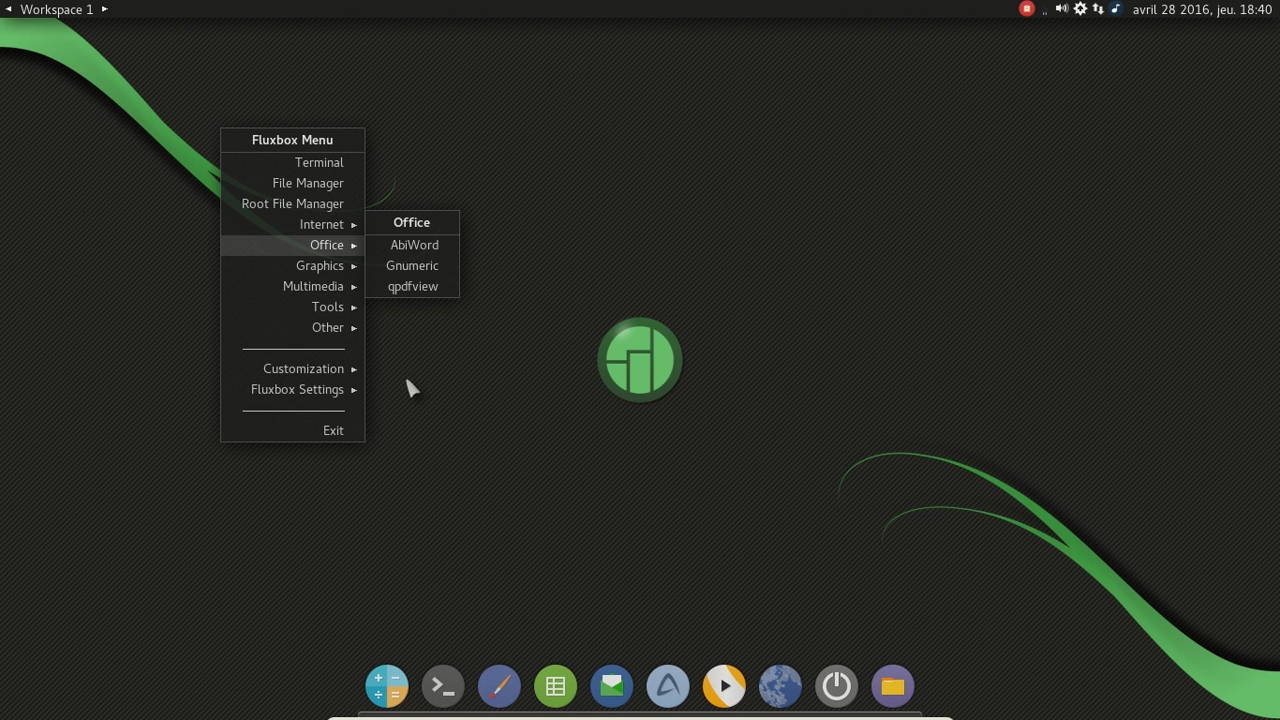 Workspace 1
avril 28 2016, jeu. 18:40
Fluxbox Menu
Terminal
File Manager
Root File Manager
Internet
Office
Graphics
Multimedia
Tools
Other
Customization
Fluxbox Settings
Exit
Office
AbiWord
Gnumeric
qpdfview